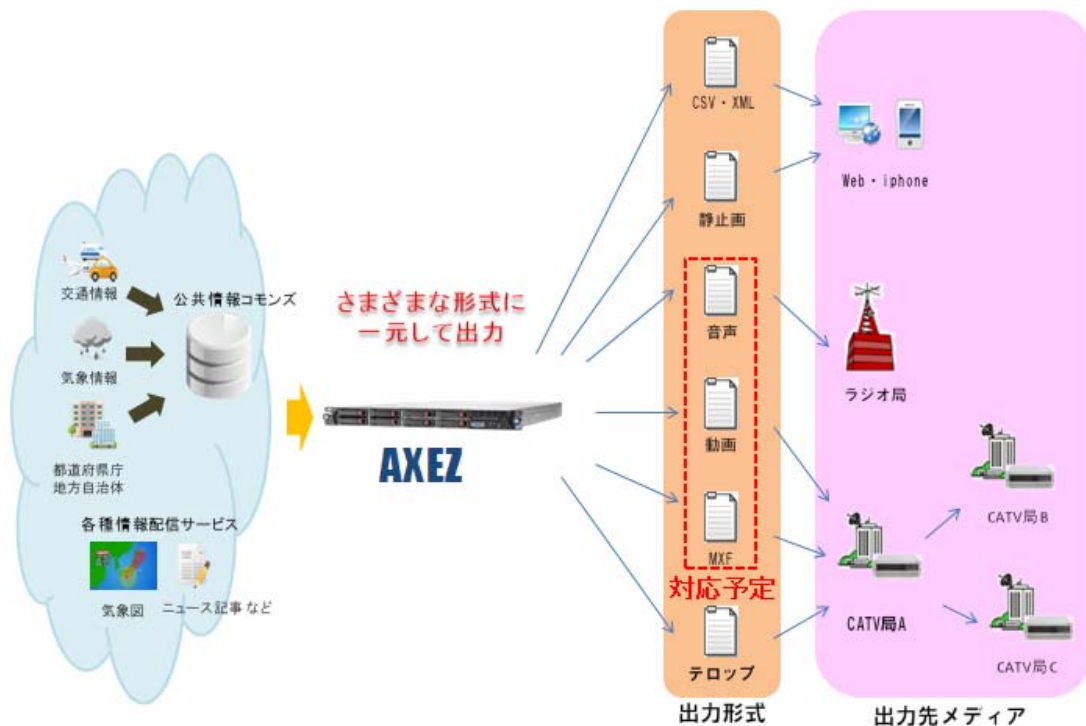 交通情報
気象情報
都道府県庁
地方自治体
公共情報コモンズ
各種情報配信サービス
気象図
ニュース記事 など
さまざまな形式に
一元して出力
AXEZ
CSV・XML
静止画
音声
動画
MXF
対応予定
テロップ
出力形式
Web・iphone
ラジオ局
CATV局A
CATV局B
CATV局C
出力先メディア